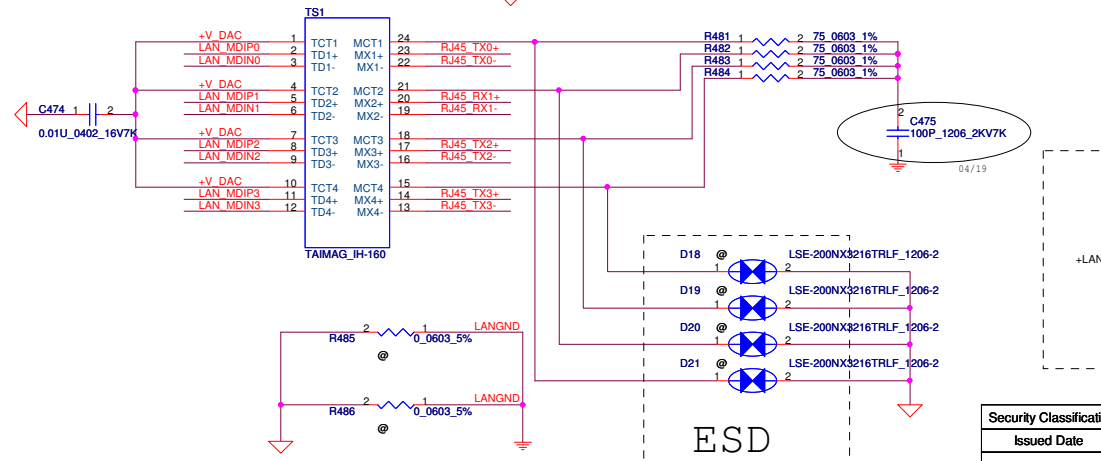 TS1
+V_DAC 1 TCT1 MCT1 24
LAN_MDIP0 2 TD1+ MX1+ 23 RJ45_TX0+
LAN_MDIN0 3 TD1- MX1- 22 RJ45_TX0-
+V_DAC 4 TCT2 MCT2 21
LAN_MDIP1 5 TD2+ MX2+ 20 RJ45_RX1+
LAN_MDIN1 6 TD2- MX2- 19 RJ45_RX1-
+V_DAC 7 TCT3 MCT3 18
LAN_MDIP2 8 TD3+ MX3+ 17 RJ45_TX2+
LAN_MDIN2 9 TD3- MX3- 16 RJ45_TX2-
+V_DAC 10 TCT4 MCT4 15
LAN_MDIP3 11 TD4+ MX4+ 14 RJ45_TX3+
LAN_MDIN3 12 TD4- MX4- 13 RJ45_TX3-
TAIMAG_IH-160
C474 1 2
0.01U_0402_16V7K
R481 1 2 75_0603_1%
R482 1 2 75_0603_1%
R483 1 2 75_0603_1%
R484 1 2 75_0603_1%
2
C475
100P_1206_2KV7K
1
04/19
D18 @ LSE-200NX3216TRLF_1206-2
1 2
D19 @ LSE-200NX3216TRLF_1206-2
1 2
D20 @ LSE-200NX3216TRLF_1206-2
1 2
D21 @ LSE-200NX3216TRLF_1206-2
1 2
ESD
2 1 LANGND
R485 0_0603_5%
@
2 1 LANGND
R486 0_0603_5%
@
+LAN
Security Classificati
Issued Date